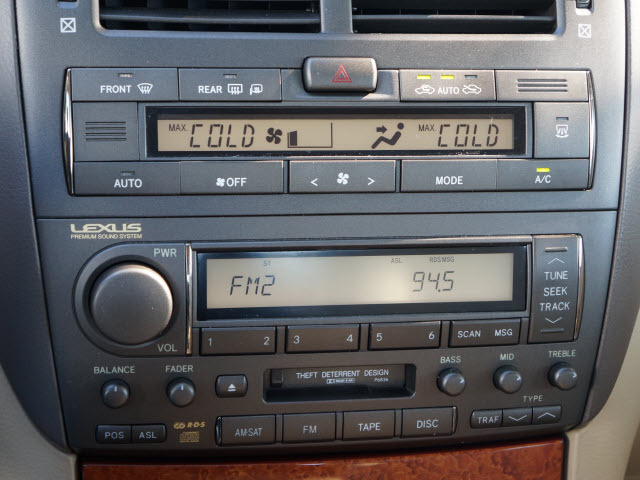 FRONT REAR AUTO
MAX COLD MAX COLD
AUTO OFF < > MODE A/C
LEXUS
PREMIUM SOUND SYSTEM
PWR
ST ASL RDS MSG
FM2 94.5
TUNE
SEEK
TRACK
VOL
1 2 3 4 5 6 SCAN MSG
BALANCE FADER
THEFT DETERRENT DESIGN
P6836
BASS MID TREBLE
TYPE
POS ASL R·D·S AM·SAT FM TAPE DISC TRAF